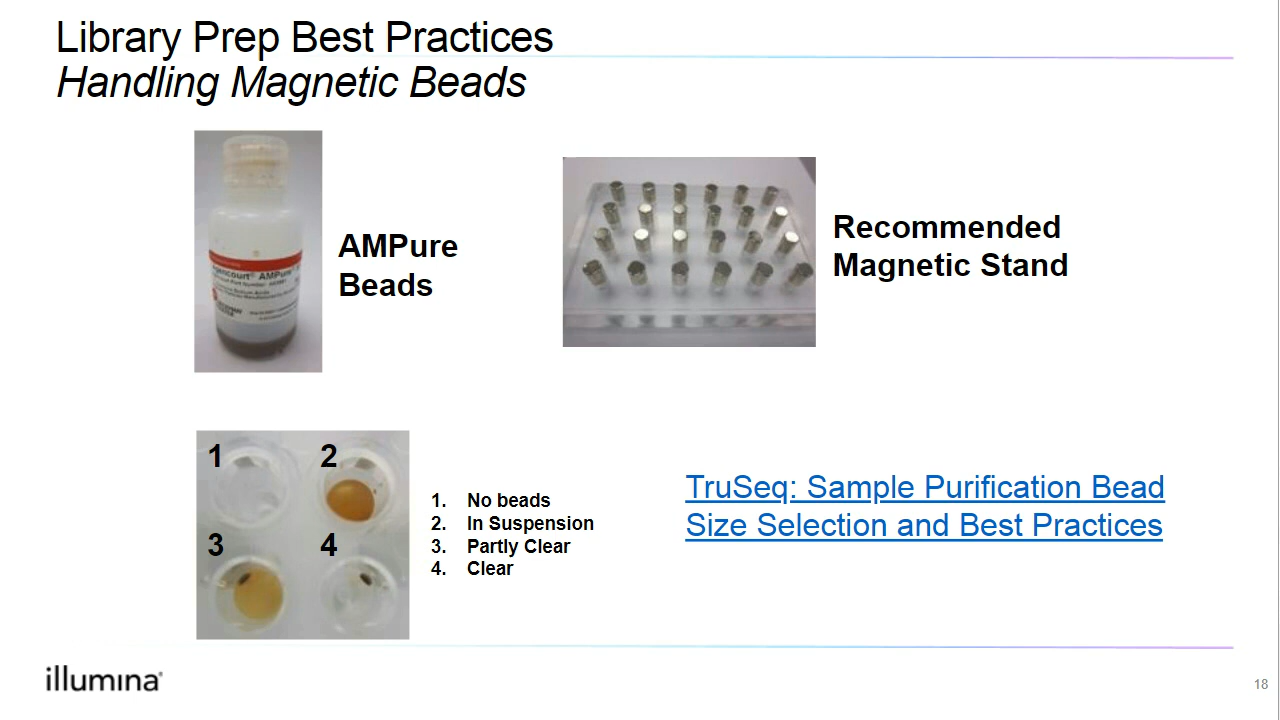 Library Prep Best Practices
Handling Magnetic Beads
AMPure
Beads
Recommended
Magnetic Stand
1
2
3
4
1. No beads
2. In Suspension
3. Partly Clear
4. Clear
TruSeq: Sample Purification Bead
Size Selection and Best Practices
illumina®
18